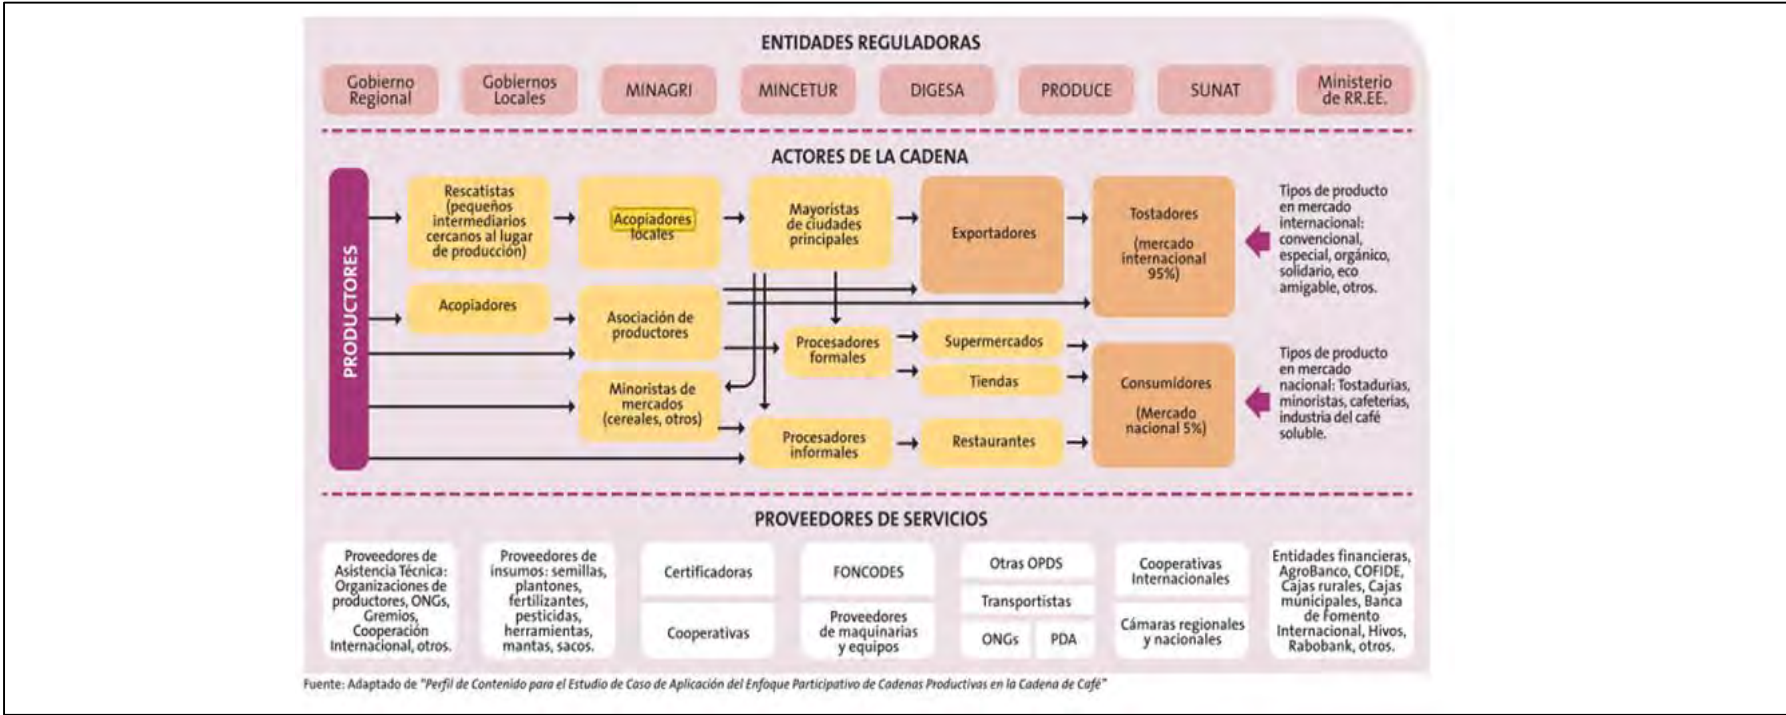 ENTIDADES REGULADORAS
Gobierno
Regional
Gobiernos
Locales
MINAGRI
MINCETUR
DIGESA
PRODUCE
SUNAT
Ministerio
de RR.EE.
ACTORES DE LA CADENA
PRODUCTORES
Rescatistas
(pequeños
intermediarios
cercanos al lugar
de producción)
Acopiadores
locales
Mayoristas
de ciudades
principales
Exportadores
Tostadores
(mercado
internacional
95%)
Tipos de producto
en mercado
internacional:
convencional,
especial, orgánico,
solidario, eco
amigable, otros.
Acopiadores
Asociación de
productores
Procesadores
formales
Supermercados
Tiendas
Minoristas de
mercados
(cereales, otros)
Procesadores
informales
Restaurantes
Consumidores
(Mercado
nacional 5%)
Tipos de producto
en mercado
nacional: Tostadurias,
minoristas, cafeterias,
industria del café
soluble.
PROVEEDORES DE SERVICIOS
Proveedores de
Asistencia Técnica:
Organizaciones de
productores, ONGs,
Gremios,
Cooperación
Internacional, otros.
Proveedores de
insumos: semillas,
plantones,
fertilizantes,
pesticidas,
herramientas,
mantas, sacos.
Certificadoras
Cooperativas
FONCODES
Proveedores
de maquinarias
y equipos
Otras OPDS
Transportistas
ONGs
PDA
Cooperativas
Internacionales
Cámaras regionales
y nacionales
Entidades financieras,
AgroBanco, COFIDE,
Cajas rurales, Cajas
municipales, Banca
de Fomento
Internacional, Hivos,
Rabobank, otros.
Fuente: Adaptado de "Perfil de Contenido para el Estudio de Caso de Aplicación del Enfoque Participativo de Cadenas Productivas en la Cadena de Café"